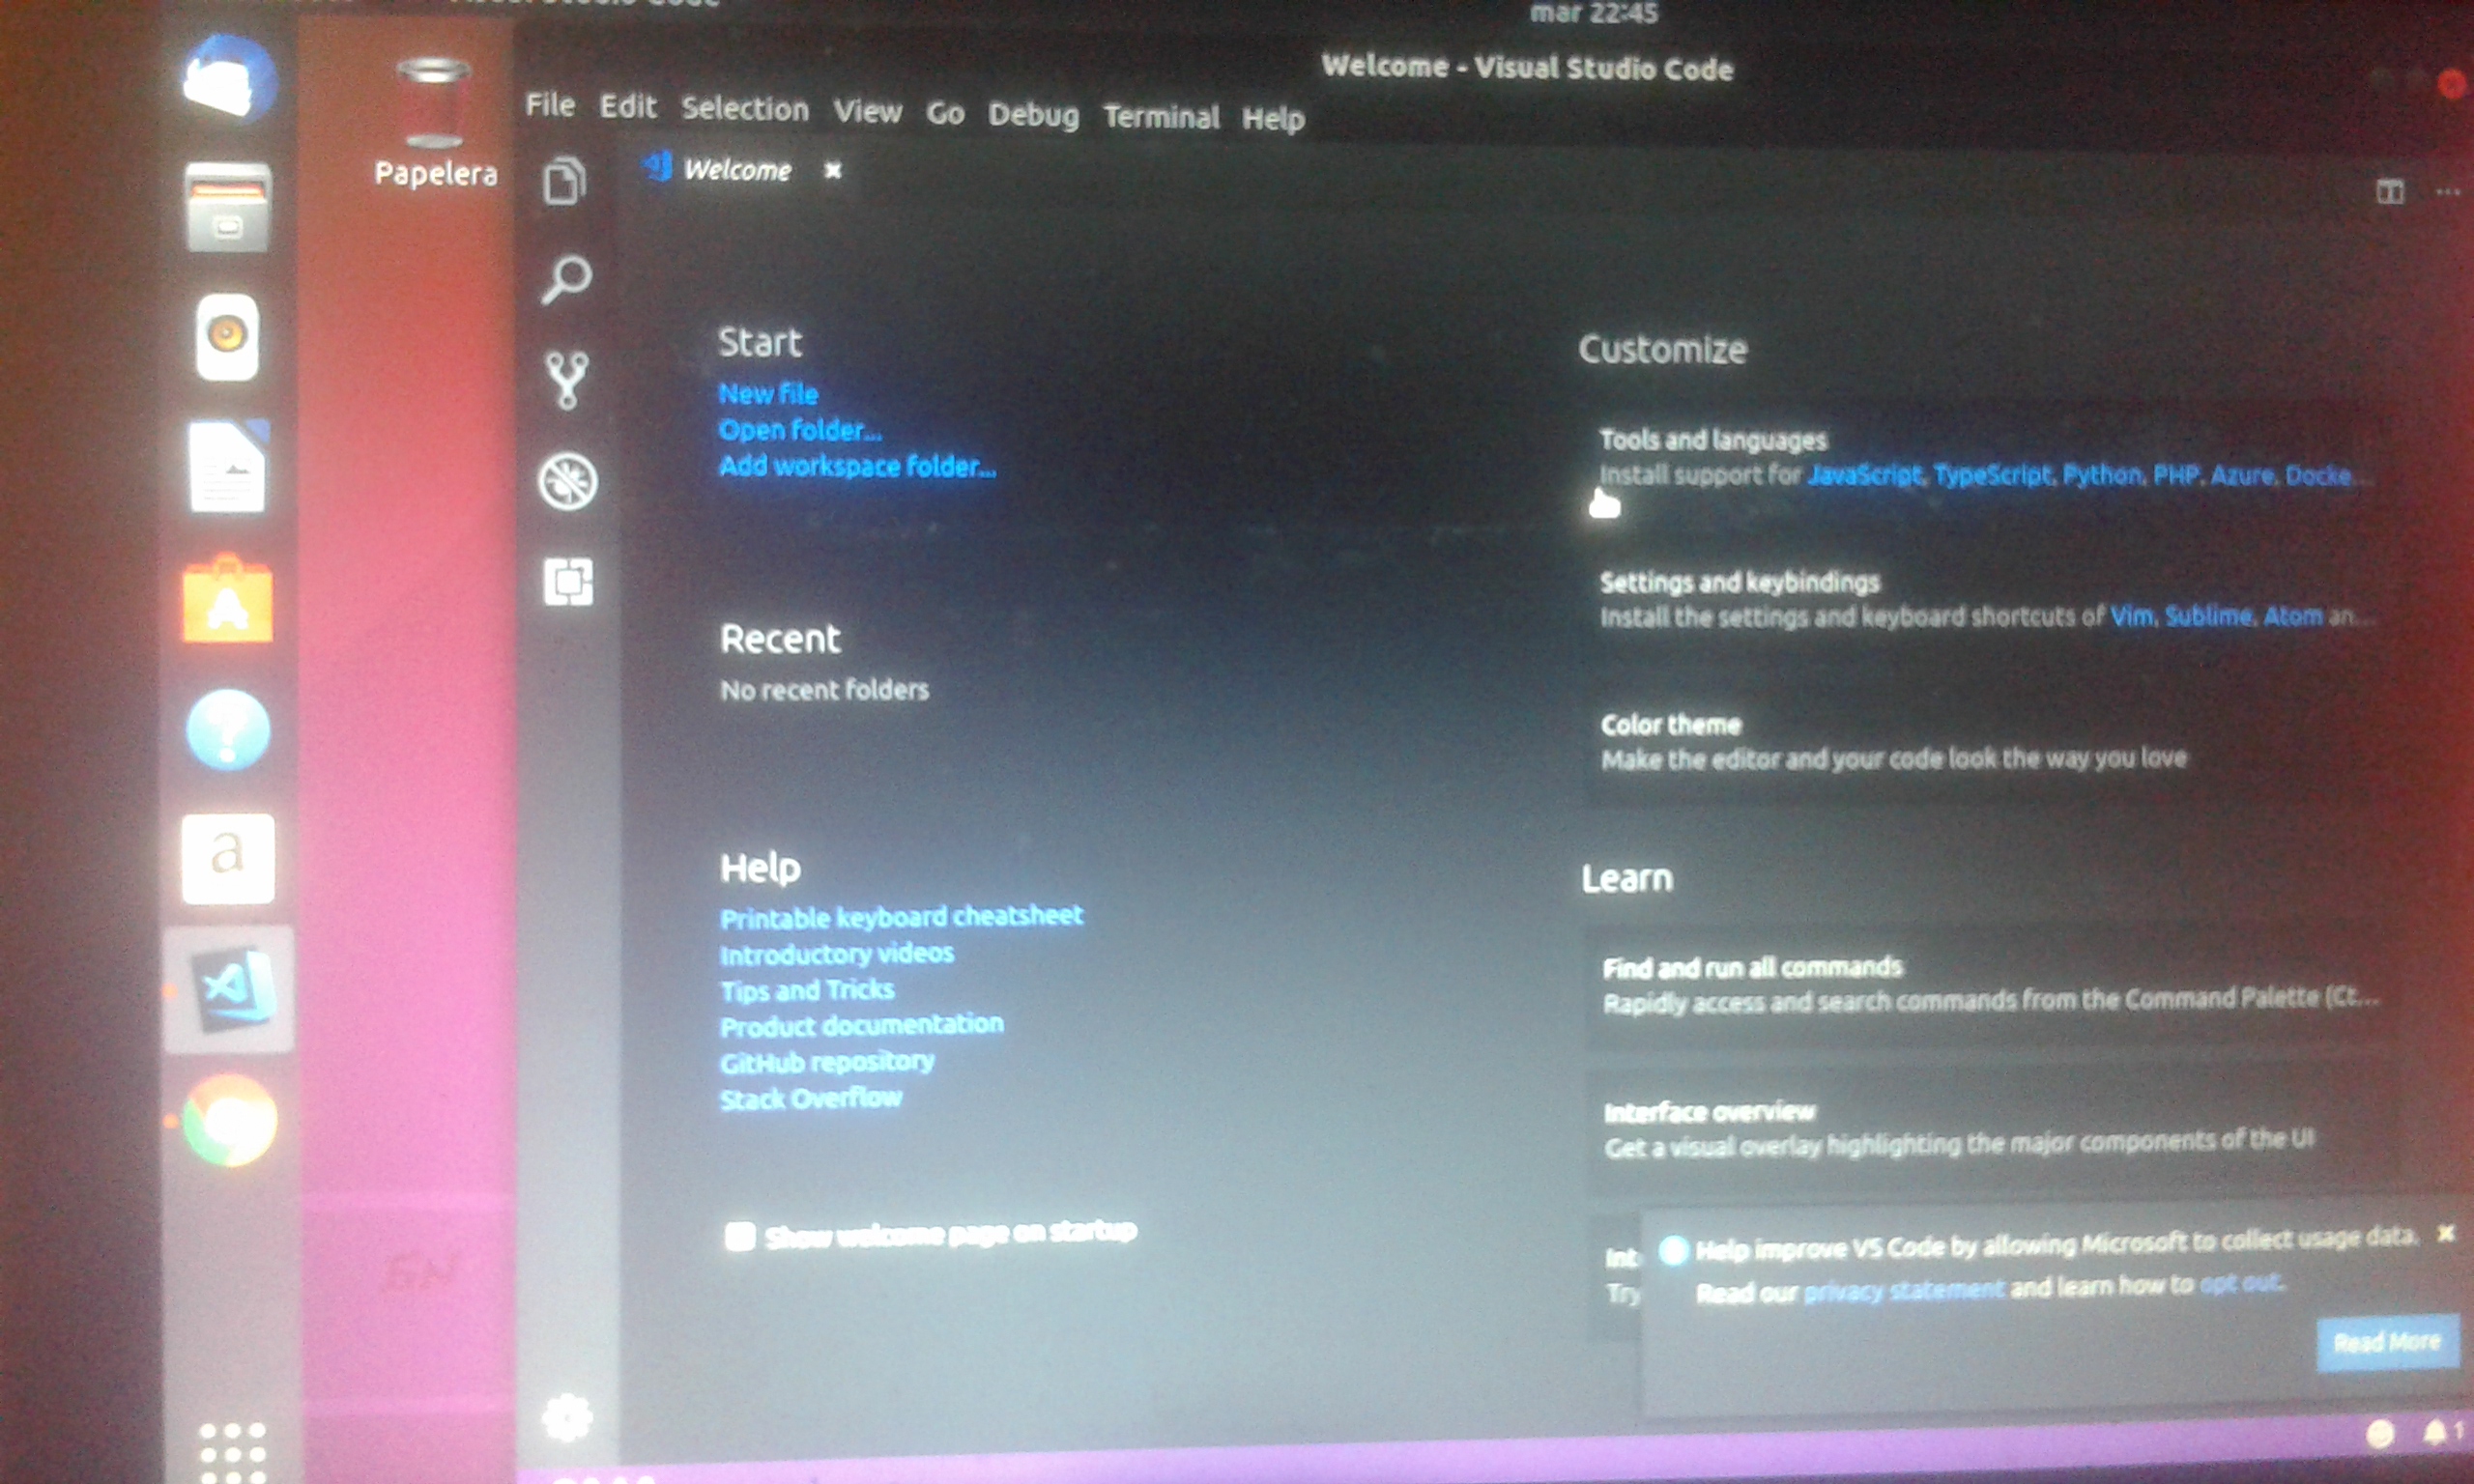 mar 22:45
Welcome - Visual Studio Code
File Edit Selection View Go Debug Terminal Help
Papelera
Welcome
Start
New file
Open folder...
Add workspace folder...
Recent
No recent folders
Help
Printable keyboard cheatsheet
Introductory videos
Tips and Tricks
Product documentation
GitHub repository
Stack Overflow
Show welcome page on startup
Customize
Tools and languages
Install support for JavaScript, TypeScript, Python, PHP, Azure, Docke...
Settings and keybindings
Install the settings and keyboard shortcuts of Vim, Sublime, Atom an...
Color theme
Make the editor and your code look the way you love
Learn
Find and run all commands
Rapidly access and search commands from the Command Palette (Ct...
Interface overview
Get a visual overlay highlighting the major components of the UI
Int
Try
Help improve VS Code by allowing Microsoft to collect usage data.
Read our privacy statement and learn how to opt out.
Read More
a
1